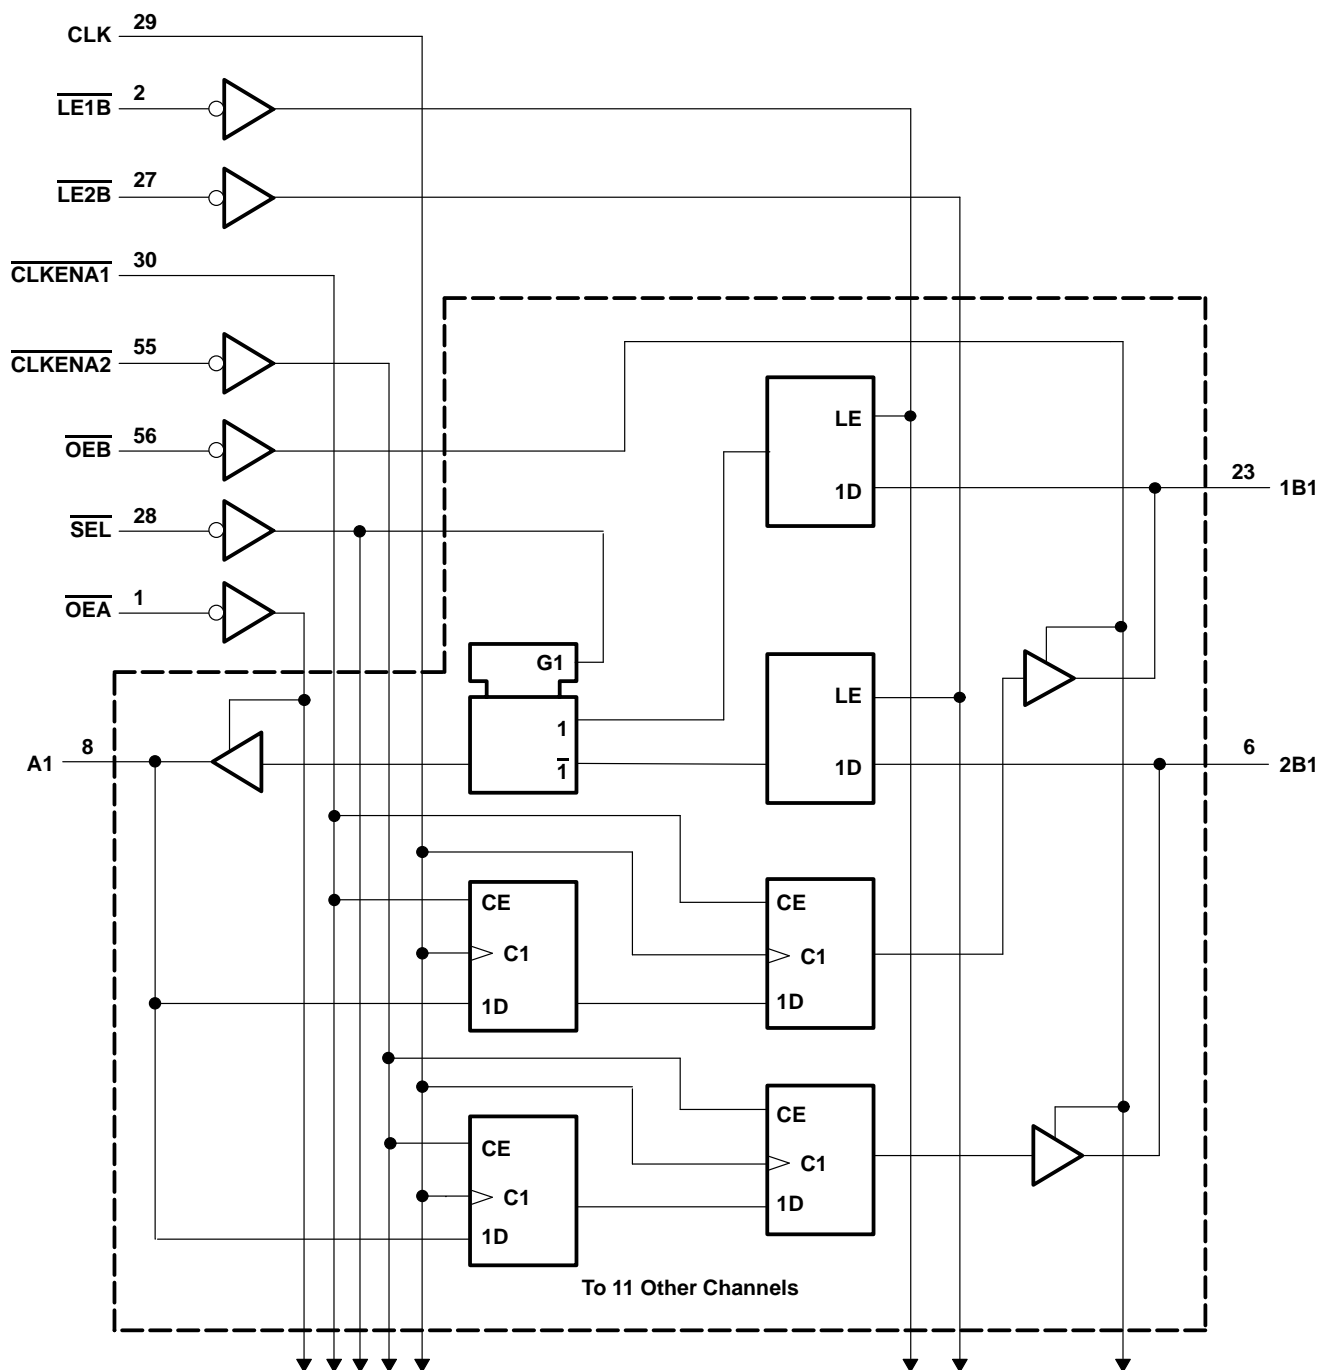 CLK 29
LE1B 2
LE2B 27
CLKENA1 30
CLKENA2 55
OEB 56
SEL 28
OEA 1
LE
1D
23 1B1
G1
1
1
LE
1D
6 2B1
A1 8
CE
C1
1D
CE
C1
1D
CE
C1
1D
CE
C1
1D
To 11 Other Channels